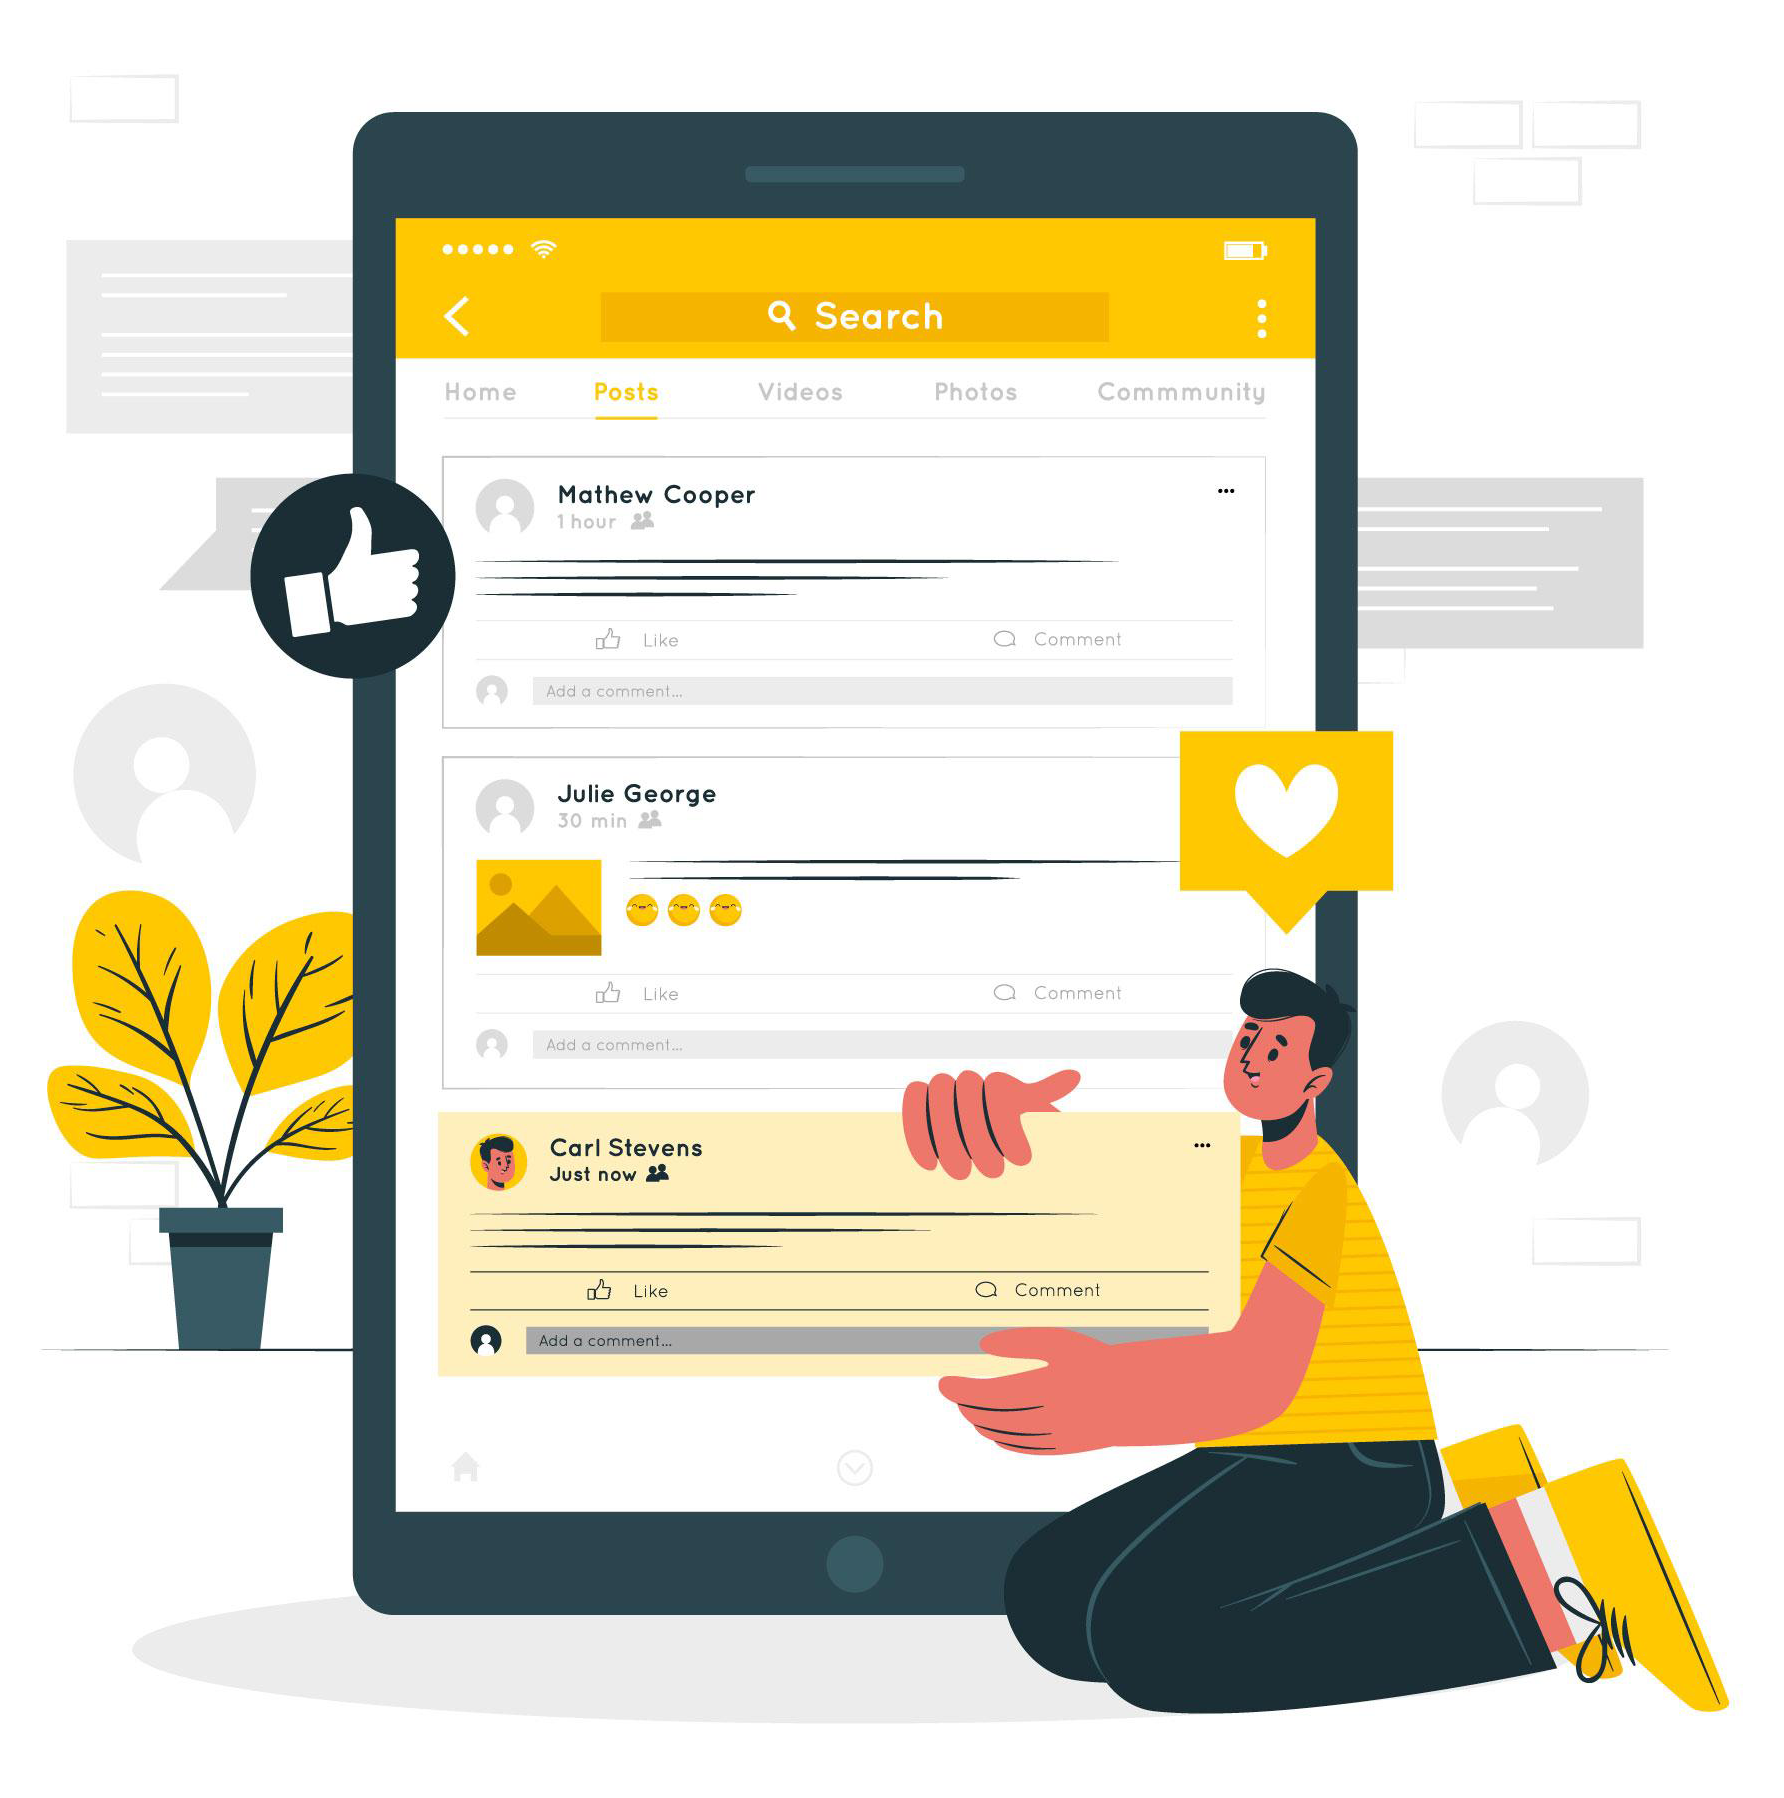 Search
Home Posts Videos Photos Commmunity
Mathew Cooper
1 hour
Like Comment
Add a comment...
Julie George
30 min
Like Comment
Add a comment...
Carl Stevens
Just now
Like Comment
Add a comment...